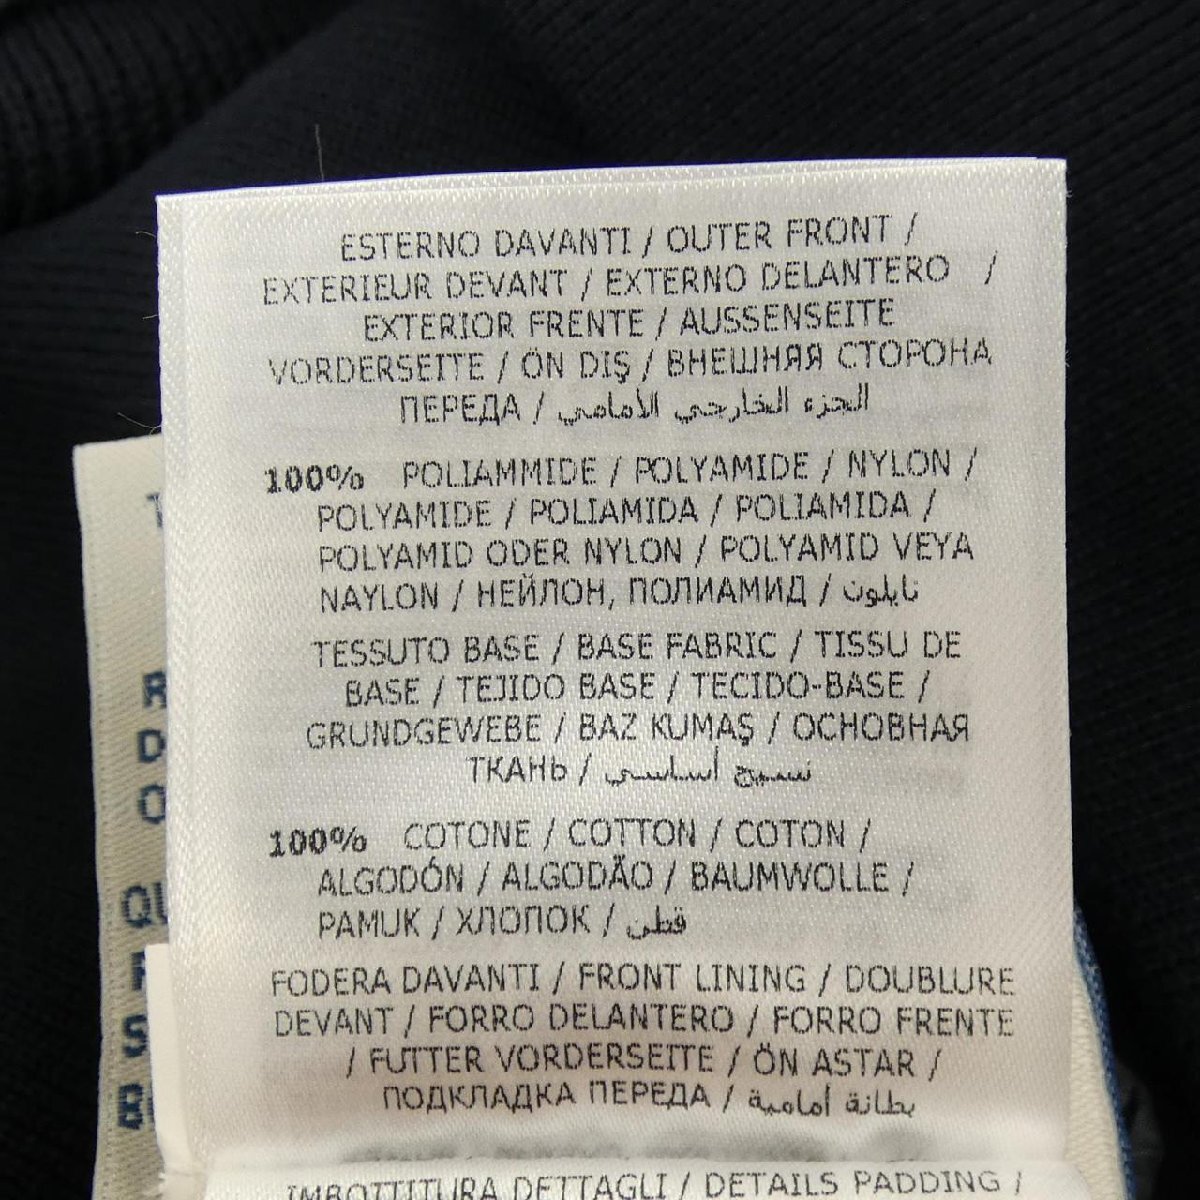 ESTERNO DAVANTI / OUTER FRONT /
EXTERIEUR DEVANT / EXTERNO DELANTERO /
EXTERIOR FRENTE / AUSSENSEITE
VORDERSEITE / ÖN DIŞ / ВНЕШНЯЯ СТОРОНА
ПЕРЕДА / الجزء الخارجي الأمامي
100% POLIAMMIDE / POLYAMIDE / NYLON /
POLYAMIDE / POLIAMIDA / POLIAMIDA /
POLYAMID ODER NYLON / POLYAMID VEYA
NAYLON / НЕЙЛОН, ПОЛИАМИД / نايلون
TESSUTO BASE / BASE FABRIC / TISSU DE
BASE / TEJIDO BASE / TECIDO-BASE /
GRUNDGEWEBE / BAZ KUMAŞ / ОСНОВНАЯ
ТКАНЬ / نسيج أساسي
100% COTONE / COTTON / COTON /
ALGODÓN / ALGODÃO / BAUMWOLLE /
PAMUK / ХЛОПОК / قطن
FODERA DAVANTI / FRONT LINING / DOUBLURE
DEVANT / FORRO DELANTERO / FORRO FRENTE
/ FUTTER VORDERSEITE / ÖN ASTAR /
ПОДКЛАДКА ПЕРЕДА / بطانة أمامية
IMBOTTITURA DETTAGLI / DETAILS PADDING /